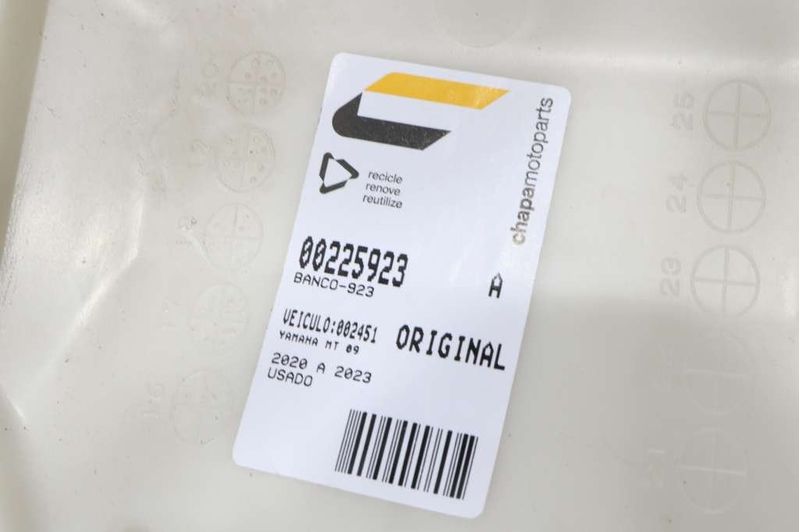 chapamotoparts
recicle
renove
reutilize
00225923
BANCO-923
A
VEICULO:002451
YAMAHA MT 09
ORIGINAL
2020 A 2023
USADO
20
25
24
23